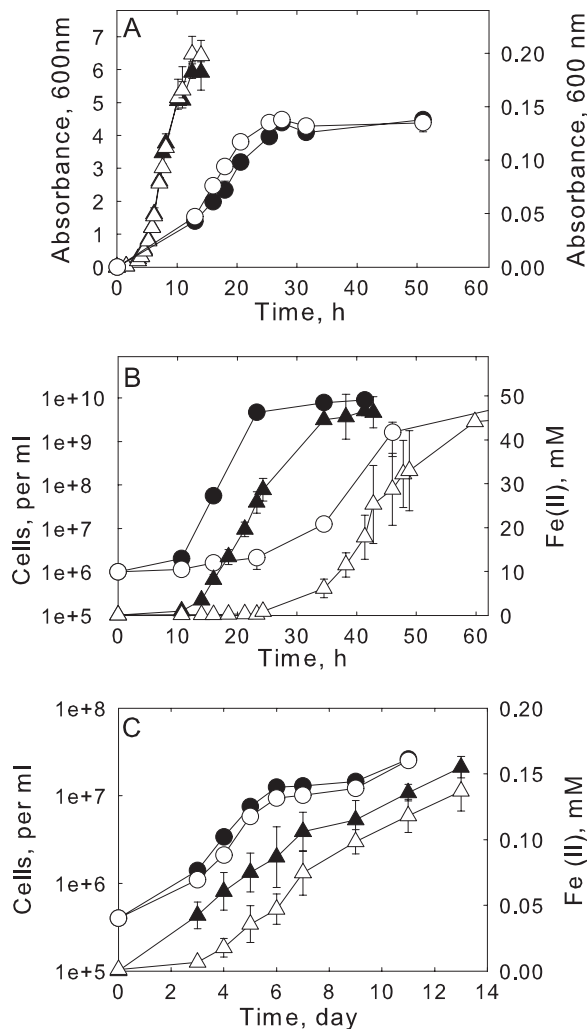 A
7
6
5
4
3
2
1
0
Absorbance, 600nm
0.20
0.15
0.10
0.05
0.00
Absorbance, 600 nm
0 10 20 30 40 50 60
Time, h
B
1e+10
1e+9
1e+8
1e+7
1e+6
1e+5
Cells, per ml
50
40
30
20
10
0
Fe(II), mM
0 10 20 30 40 50 60
Time, h
C
1e+8
1e+7
1e+6
1e+5
Cells, per ml
0.20
0.15
0.10
0.05
0.00
Fe (II), mM
0 2 4 6 8 10 12 14
Time, day